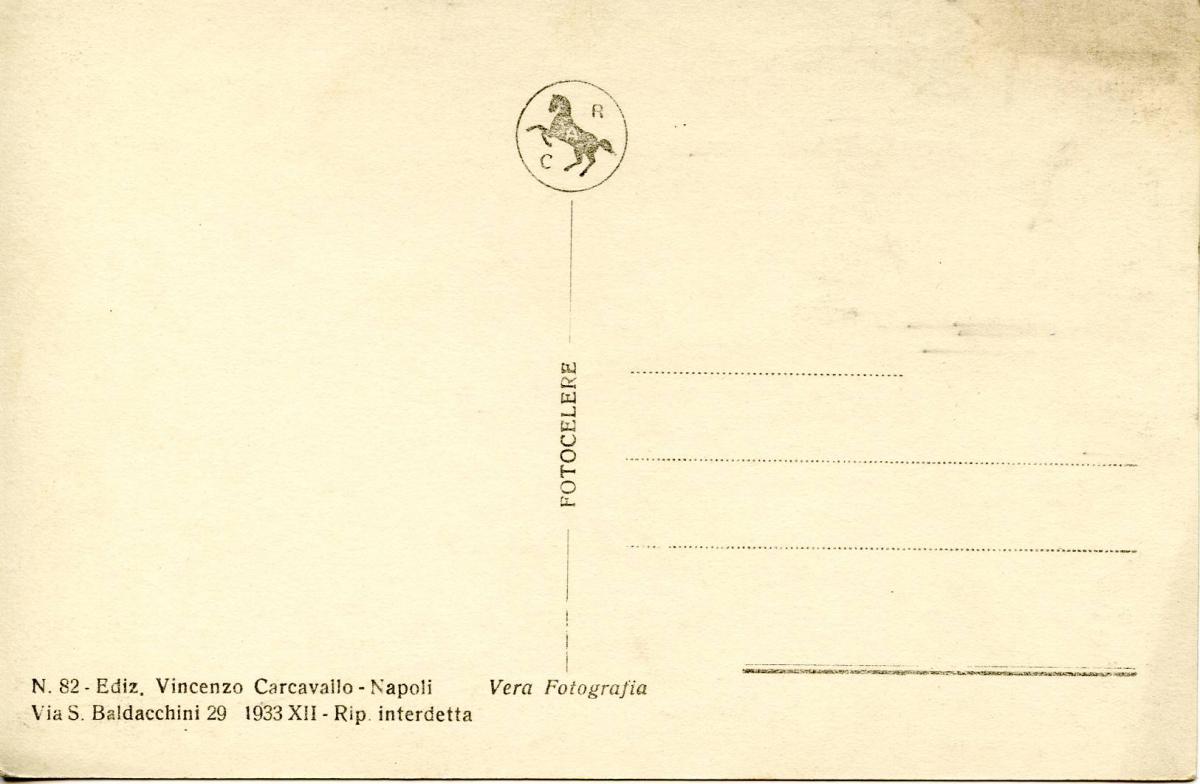 R
A
C
FOTOCELERE
N. 82 - Ediz. Vincenzo Carcavallo - Napoli
Vera Fotografia
Via S. Baldacchini 29 1933 XII - Rip. interdetta